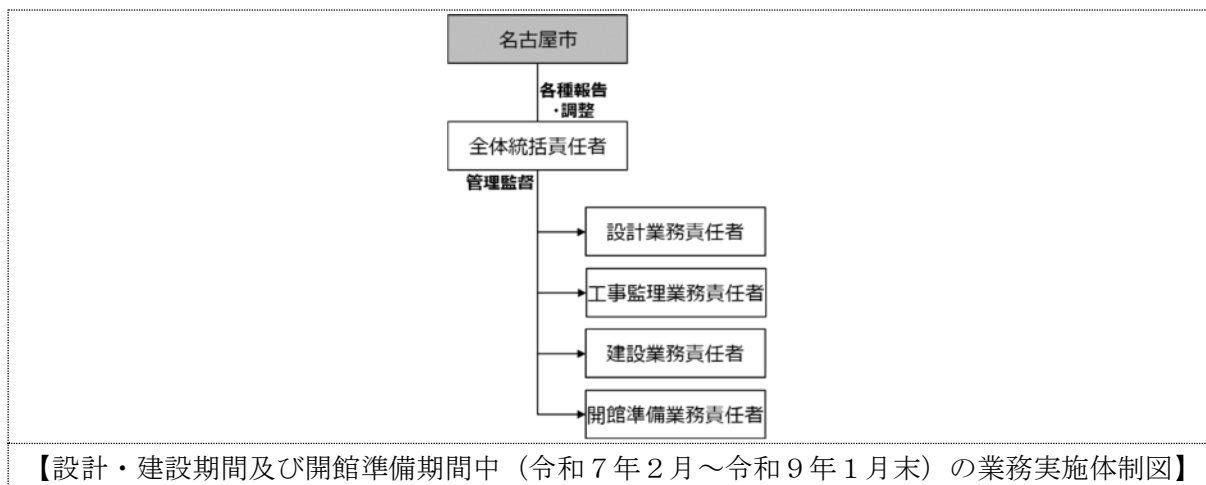 名古屋市
各種報告
・調整
全体統括責任者
管理監督
設計業務責任者
工事監理業務責任者
建設業務責任者
開館準備業務責任者
【設計・建設期間及び開館準備期間中（令和７年２月～令和９年１月末）の業務実施体制図】